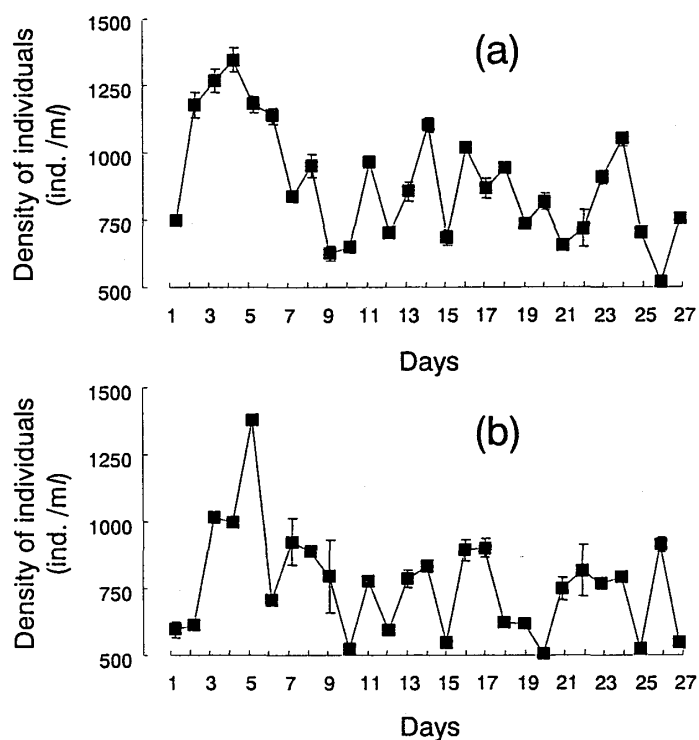 (a)
Density of individuals
(ind. /ml)
1500
1250
1000
750
500
1 3 5 7 9 11 13 15 17 19 21 23 25 27
Days
(b)
Density of individuals
(ind. /ml)
1500
1250
1000
750
500
1 3 5 7 9 11 13 15 17 19 21 23 25 27
Days